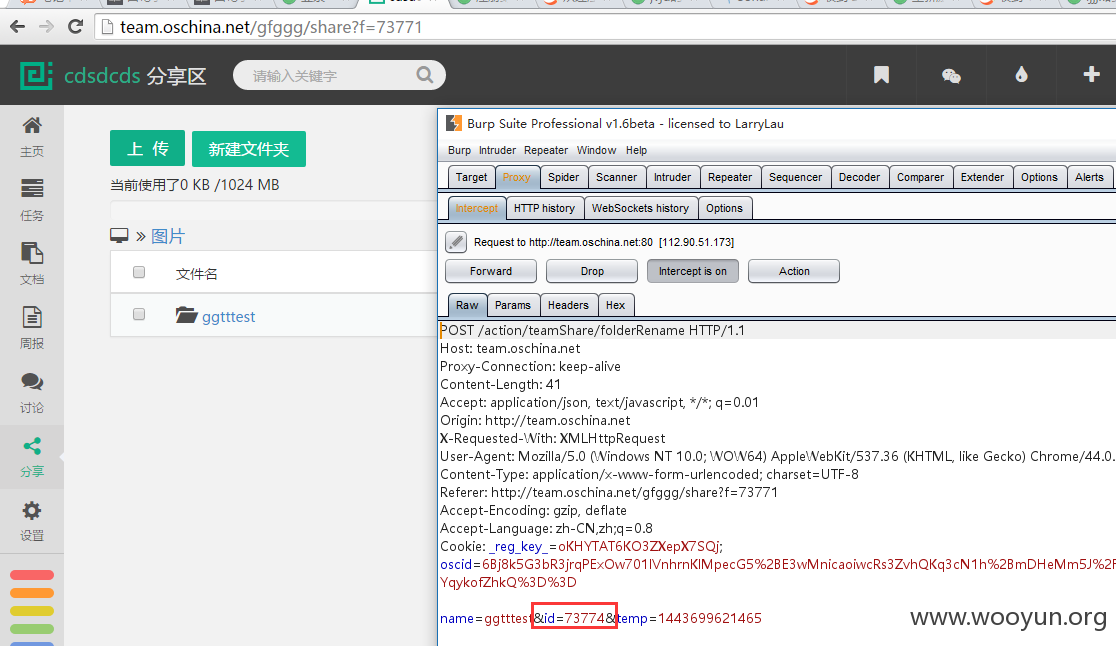 team.oschina.net/gfggg/share?f=73771
cdsdcds 分享区
请输入关键字
主页
任务
文档
周报
讨论
分享
设置
上 传
新建文件夹
当前使用了0 KB /1024 MB
» 图片
文件名
ggtttest
Burp Suite Professional v1.6beta - licensed to LarryLau
Burp Intruder Repeater Window Help
Target Proxy Spider Scanner Intruder Repeater Sequencer Decoder Comparer Extender Options Alerts
Intercept HTTP history WebSockets history Options
Request to http://team.oschina.net:80 [112.90.51.173]
Forward Drop Intercept is on Action
Raw Params Headers Hex
POST /action/teamShare/folderRename HTTP/1.1
Host: team.oschina.net
Proxy-Connection: keep-alive
Content-Length: 41
Accept: application/json, text/javascript, */*; q=0.01
Origin: http://team.oschina.net
X-Requested-With: XMLHttpRequest
User-Agent: Mozilla/5.0 (Windows NT 10.0; WOW64) AppleWebKit/537.36 (KHTML, like Gecko) Chrome/44.0.
Content-Type: application/x-www-form-urlencoded; charset=UTF-8
Referer: http://team.oschina.net/gfggg/share?f=73771
Accept-Encoding: gzip, deflate
Accept-Language: zh-CN,zh;q=0.8
Cookie: _reg_key_=oKHYTAT6KO3ZXepX7SQj;
oscid=6Bj8k5G3bR3jrqPExOw701IVnhrnKlMpecG5%2BE3wMnicaoiwcRs3ZvhQKq3cN1h%2BmDHeMm5J%2F
YqykofZhkQ%3D%3D
name=ggtttest&id=73774&temp=1443699621465
www.wooyun.org